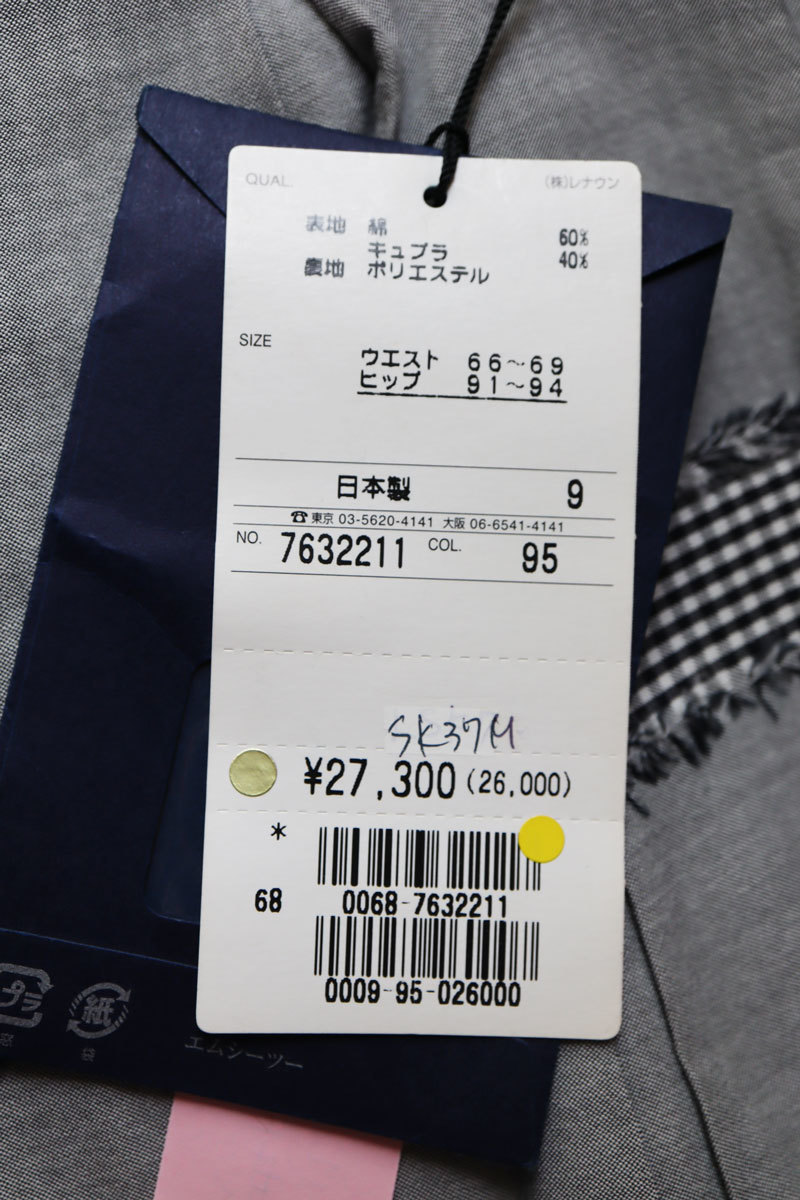 QUAL. (株)レナウン
表地 綿 60%
キュプラ 40%
裏地 ポリエステル
SIZE
ウエスト 66~69
ヒップ 91~94
日本製 9
☎東京 03-5620-4141 大阪 06-6541-4141
NO. 7632211 COL. 95
SK37M
¥27,300 (26,000)
*
68 0068-7632211
0009-95-026000
プラ 紙
窓 袋
エムシーツー